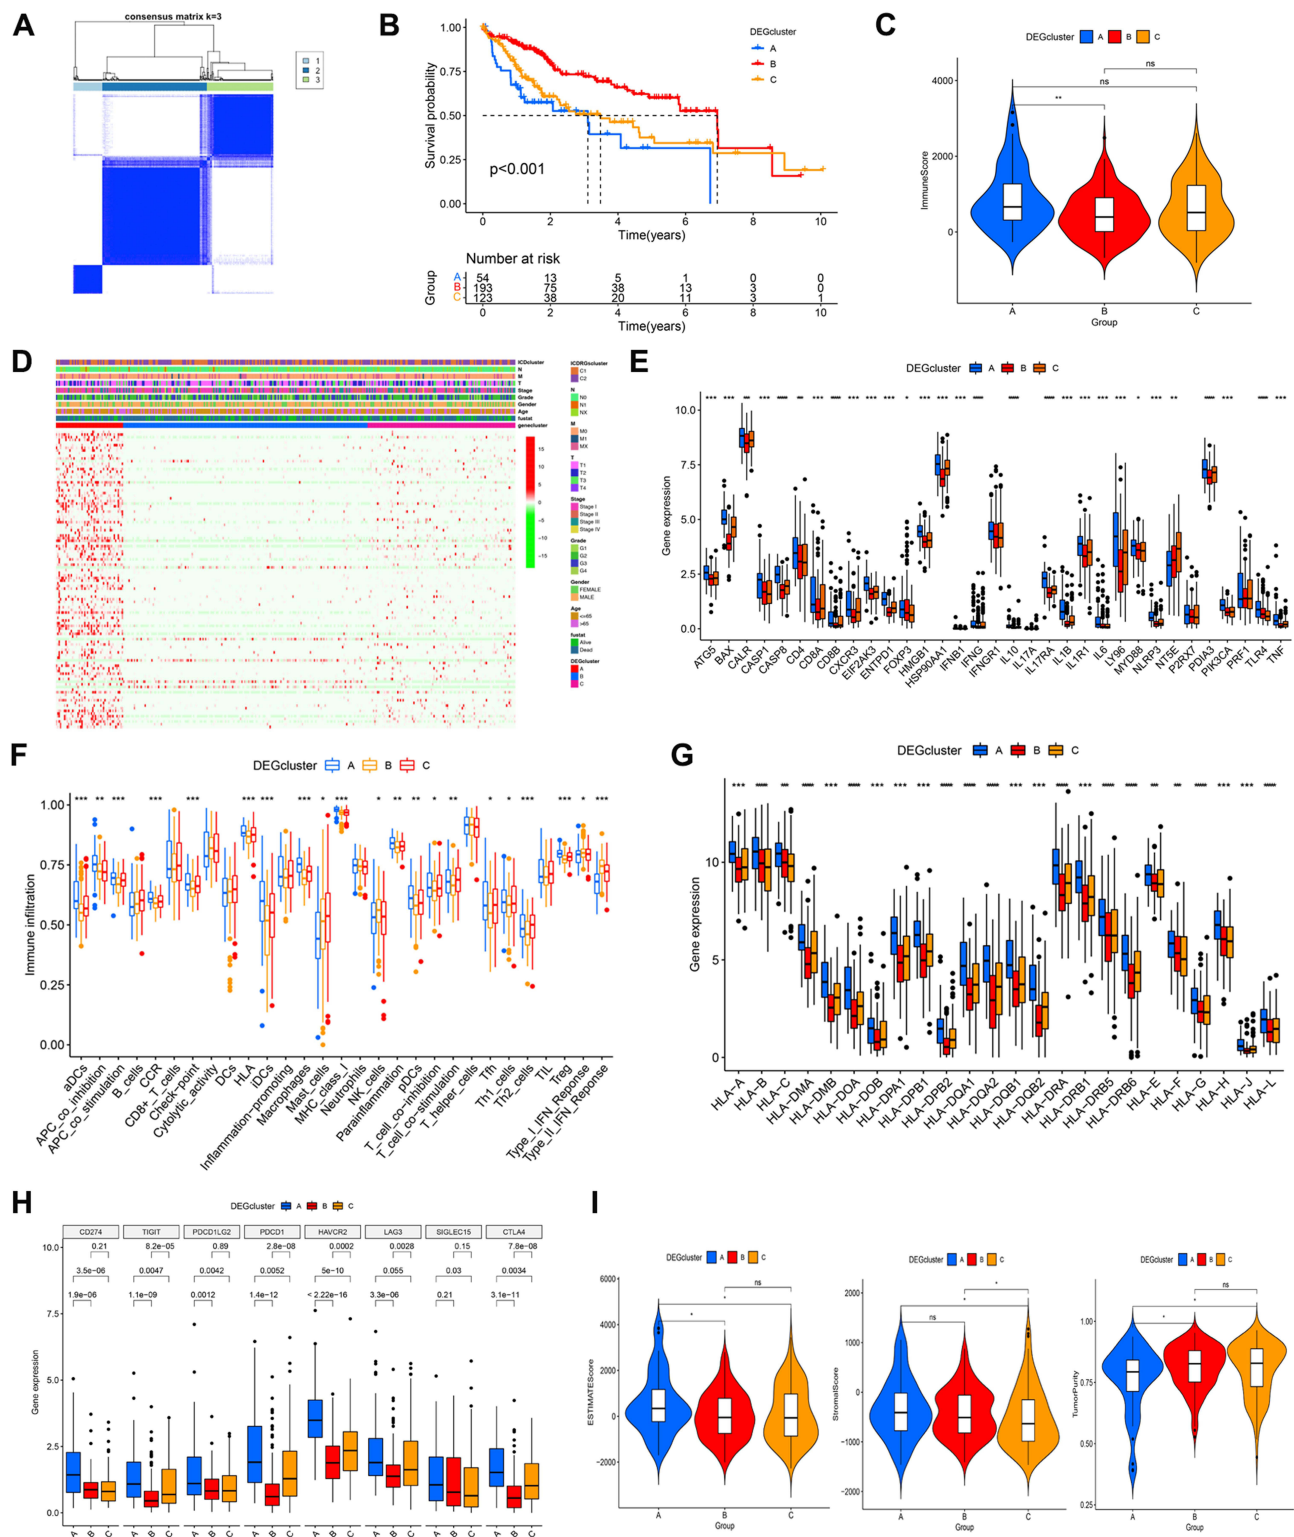 A
consensus matrix k=3
1
2
3
B
DEGcluster
A
B
C
Survival probability
1.00
0.75
0.50
0.25
0.00
p<0.001
0 2 4 6 8 10
Time(years)
Number at risk
Group
A 54 13 5 1 0 0
B 193 75 38 13 3 0
C 123 38 20 11 3 1
0 2 4 6 8 10
Time(years)
C
DEGcluster A B C
ImmuneScore
4000
2000
0
ns
ns
**
A B C
Group
D
ICDcluster
N
M
T
Stage
Grade
Gender
Age
fustat
genecluster
15
10
5
0
−5
−10
−15
ICDRGscluster
C1
C2
N
N0
N1
NX
M
M0
M1
MX
T
T1
T2
T3
T4
Stage
Stage I
Stage II
Stage III
Stage IV
Grade
G1
G2
G3
G4
Gender
FEMALE
MALE
Age
<=65
>65
fustat
Alive
Dead
DEGcluster
A
B
C
E
DEGcluster A B C
Gene expression
10.0
7.5
5.0
2.5
0.0
ATG5 BAX CALR CASP1 CASP8 CD4 CD8A CD8B CXCR3 EIF2AK3 ENTPD1 FOXP3 HMGB1 HSP90AA1 IFNB1 IFNG IFNGR1 IL10 IL17A IL17RA IL1B IL1R1 IL6 LY96 MYD88 NLRP3 NT5E P2RX7 PDIA3 PIK3CA PRF1 TLR4 TNF
F
DEGcluster A B C
Immune infiltration
1.00
0.75
0.50
0.25
0.00
*** ** *** *** *** *** *** *** * *** * ** ** * ** * * *** *** * ***
aDCs APC_co_inhibition APC_co_stimulation B_cells CCR CD8+_T_cells Check−point Cytolytic_activity DCs HLA iDCs Inflammation−promoting Macrophages Mast_cells MHC_class_I Neutrophils NK_cells Parainflammation pDCs T_cell_co−inhibition T_cell_co−stimulation T_helper_cells Tfh Th1_cells Th2_cells TIL Treg Type_I_IFN_Reponse Type_II_IFN_Reponse
G
DEGcluster A B C
Gene expression
10
5
0
HLA−A HLA−B HLA−C HLA−DMA HLA−DMB HLA−DOA HLA−DOB HLA−DPA1 HLA−DPB1 HLA−DPB2 HLA−DQA1 HLA−DQA2 HLA−DQB1 HLA−DQB2 HLA−DRA HLA−DRB1 HLA−DRB5 HLA−DRB6 HLA−E HLA−F HLA−G HLA−H HLA−J HLA−L
H
DEGcluster A B C
CD274 TIGIT PDCD1LG2 PDCD1 HAVCR2 LAG3 SIGLEC15 CTLA4
Gene expression
10.0
7.5
5.0
2.5
0.0
0.21 8.2e−05 0.89 2.8e−08 0.0002 0.0028 0.15 7.8e−08
3.5e−06 0.0047 0.0042 0.0052 5e−10 0.055 0.03 0.0034
1.9e−06 1.1e−09 0.0012 1.4e−12 < 2.22e−16 3.3e−06 0.21 3.1e−11
A B C A B C A B C A B C A B C A B C A B C A B C
I
DEGcluster A B C
ESTIMATEScore
6000
4000
2000
0
−2000
ns
*
*
A B C
Group
DEGcluster A B C
StromalScore
2000
1000
0
−1000
−2000
*
*
ns
A B C
Group
DEGcluster A B C
TumorPurity
1.00
0.75
0.50
0.25
ns
*
*
A B C
Group